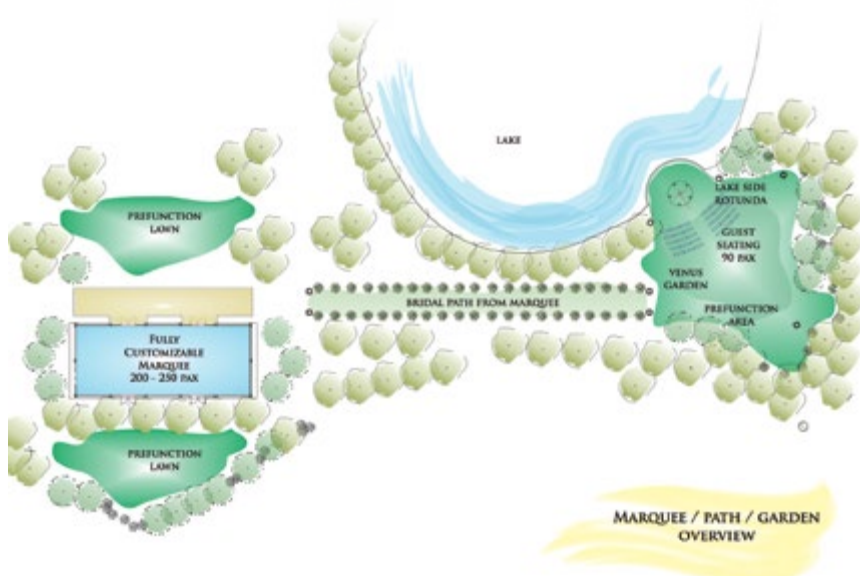 LAKE
LAKE SIDE
ROTUNDA
PREFUNCTION
LAWN
GUEST
SEATING
90 PAX
VENUS
GARDEN
BRIDAL PATH FROM MARQUEE
PREFUNCTION
AREA
FULLY
CUSTOMIZABLE
MARQUEE
200 - 250 PAX
PREFUNCTION
LAWN
MARQUEE / PATH / GARDEN
OVERVIEW